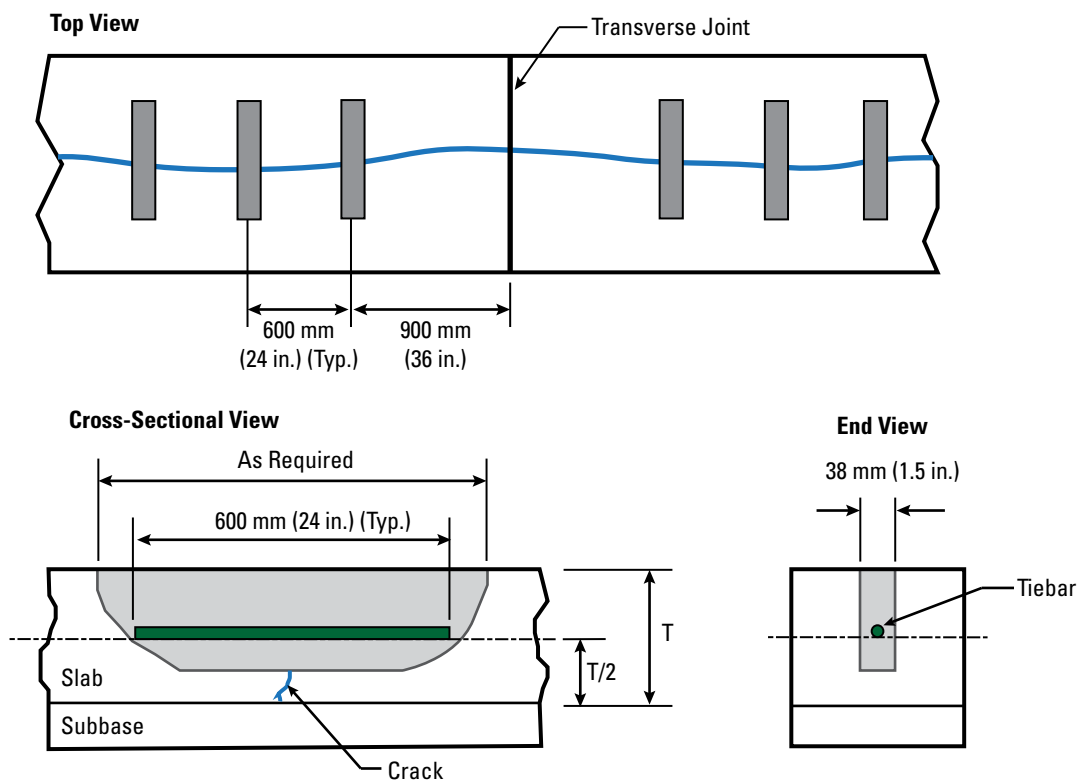 Top View
Transverse Joint
600 mm
(24 in.) (Typ.)
900 mm
(36 in.)
Cross-Sectional View
As Required
600 mm (24 in.) (Typ.)
T
T/2
Slab
Subbase
Crack
End View
38 mm (1.5 in.)
Tiebar